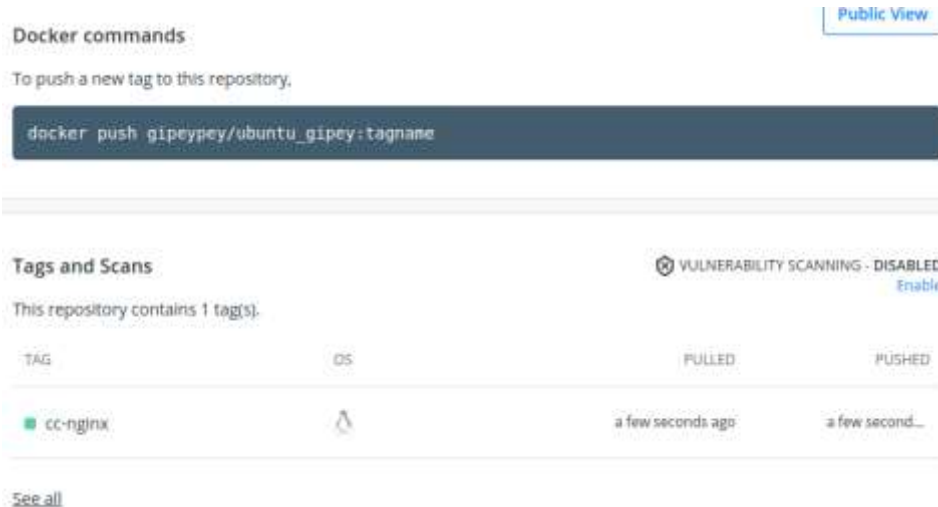 Public View
Docker commands
To push a new tag to this repository,
docker push gipeypey/ubuntu_gipey:tagname
Tags and Scans
VULNERABILITY SCANNING - DISABLED
Enable
This repository contains 1 tag(s).
TAG OS PULLED PUSHED
cc-nginx a few seconds ago a few second...
See all